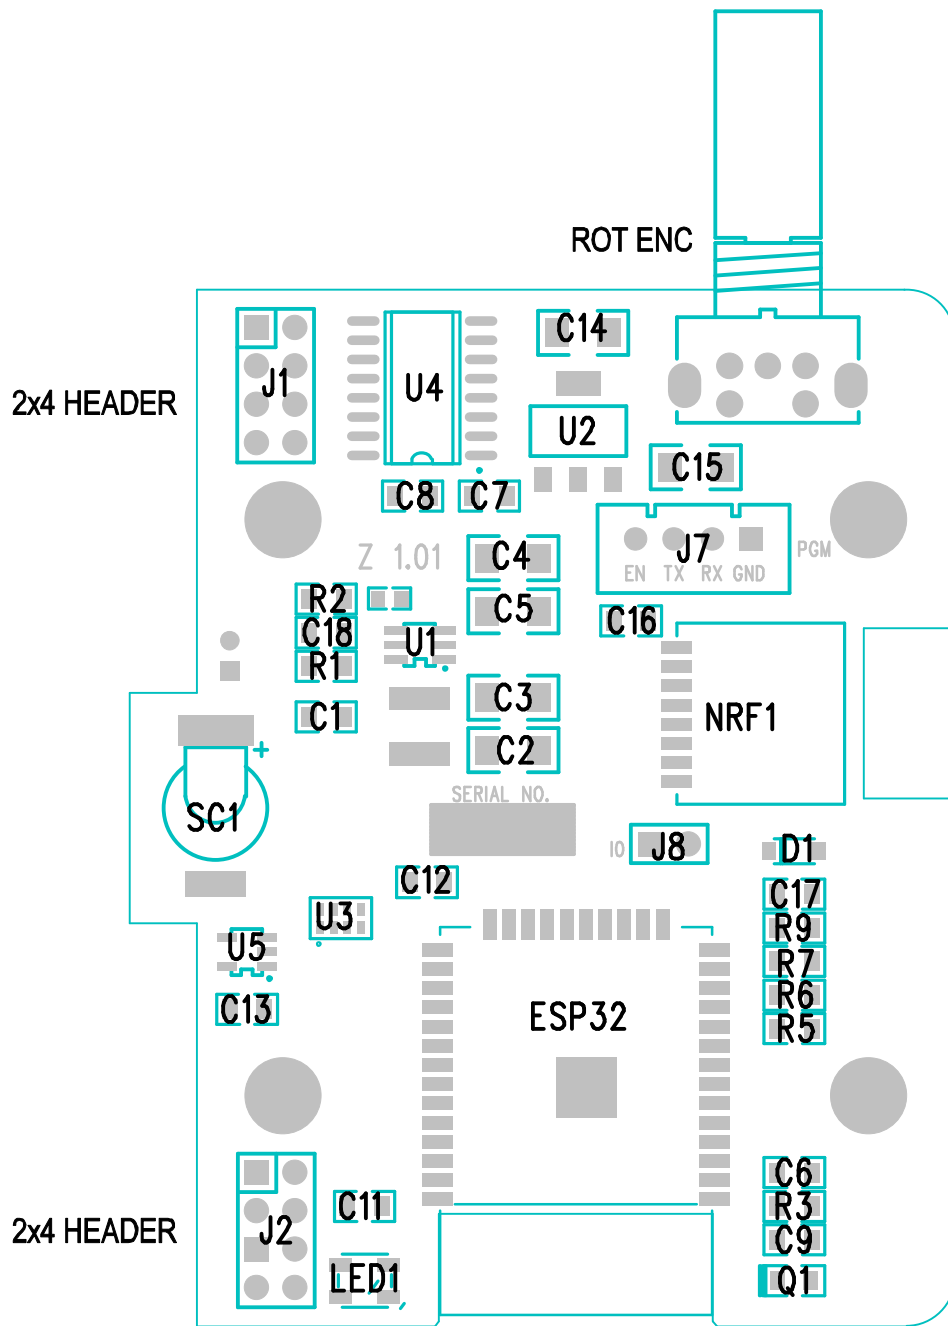 ROT ENC
C14
J1
U4
2x4 HEADER
U2
C15
C8
C7
J7
PGM
EN TX RX GND
Z 1.01
C4
R2
C5
C18
U1
C16
R1
C3
C1
NRF1
C2
+
SERIAL NO.
SC1
IO
J8
D1
C12
C17
U3
R9
U5
R7
R6
C13
ESP32
R5
C6
C11
R3
2x4 HEADER
J2
C9
LED1
Q1